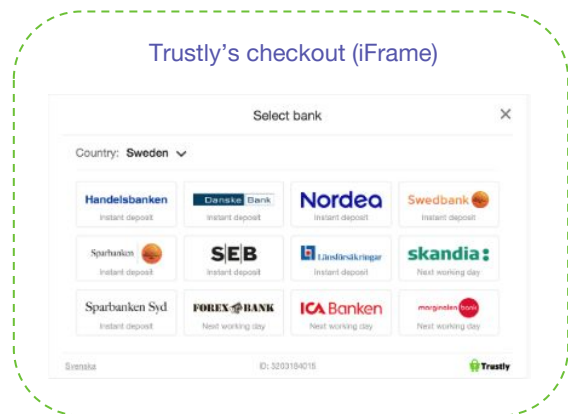 Trustly's checkout (iFrame)
Select bank ×
Country: Sweden
Handelsbanken Danske Bank Nordea Swedbank
Instant deposit Instant deposit Instant deposit Instant deposit
Sparbanken S|E|B Länsförsäkringar skandia:
Instant deposit Instant deposit Instant deposit Next working day
Sparbanken Syd FOREX BANK ICA Banken marginalen bank
Instant deposit Next working day Next working day Next working day
Svenska ID: 3203184015 Trustly